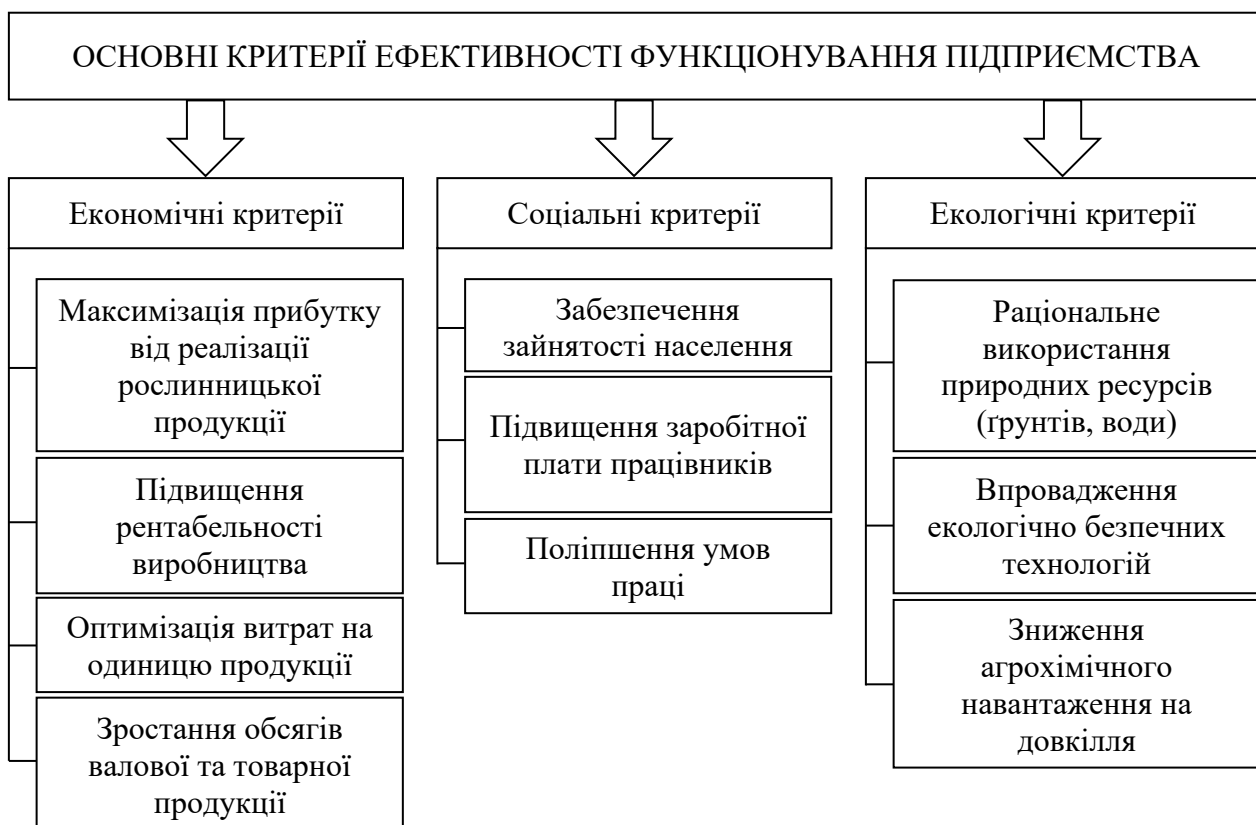 ОСНОВНІ КРИТЕРІЇ ЕФЕКТИВНОСТІ ФУНКЦІОНУВАННЯ ПІДПРИЄМСТВА
Економічні критерії
Максимізація прибутку
від реалізації
рослинницької
продукції
Підвищення
рентабельності
виробництва
Оптимізація витрат на
одиницю продукції
Зростання обсягів
валової та товарної
продукції
Соціальні критерії
Забезпечення
зайнятості населення
Підвищення заробітної
плати працівників
Поліпшення умов
праці
Екологічні критерії
Раціональне
використання
природних ресурсів
(ґрунтів, води)
Впровадження
екологічно безпечних
технологій
Зниження
агрохімічного
навантаження на
довкілля